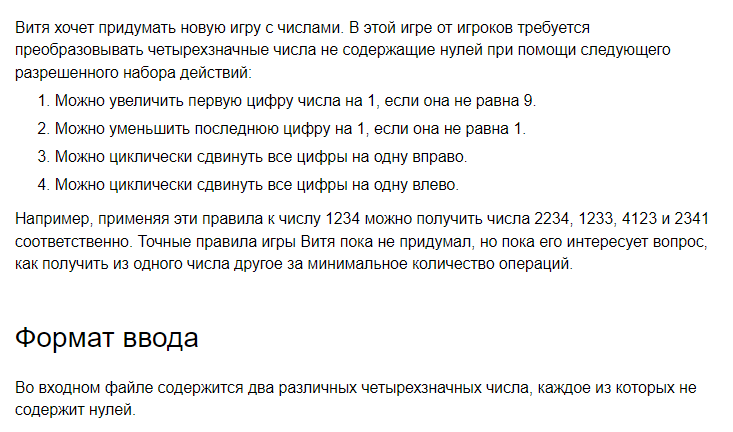 Витя хочет придумать новую игру с числами. В этой игре от игроков требуется
преобразовывать четырехзначные числа не содержащие нулей при помощи следующего
разрешенного набора действий:
1. Можно увеличить первую цифру числа на 1, если она не равна 9.
2. Можно уменьшить последнюю цифру на 1, если она не равна 1.
3. Можно циклически сдвинуть все цифры на одну вправо.
4. Можно циклически сдвинуть все цифры на одну влево.
Например, применяя эти правила к числу 1234 можно получить числа 2234, 1233, 4123 и 2341
соответственно. Точные правила игры Витя пока не придумал, но пока его интересует вопрос,
как получить из одного числа другое за минимальное количество операций.
Формат ввода
Во входном файле содержится два различных четырехзначных числа, каждое из которых не
содержит нулей.